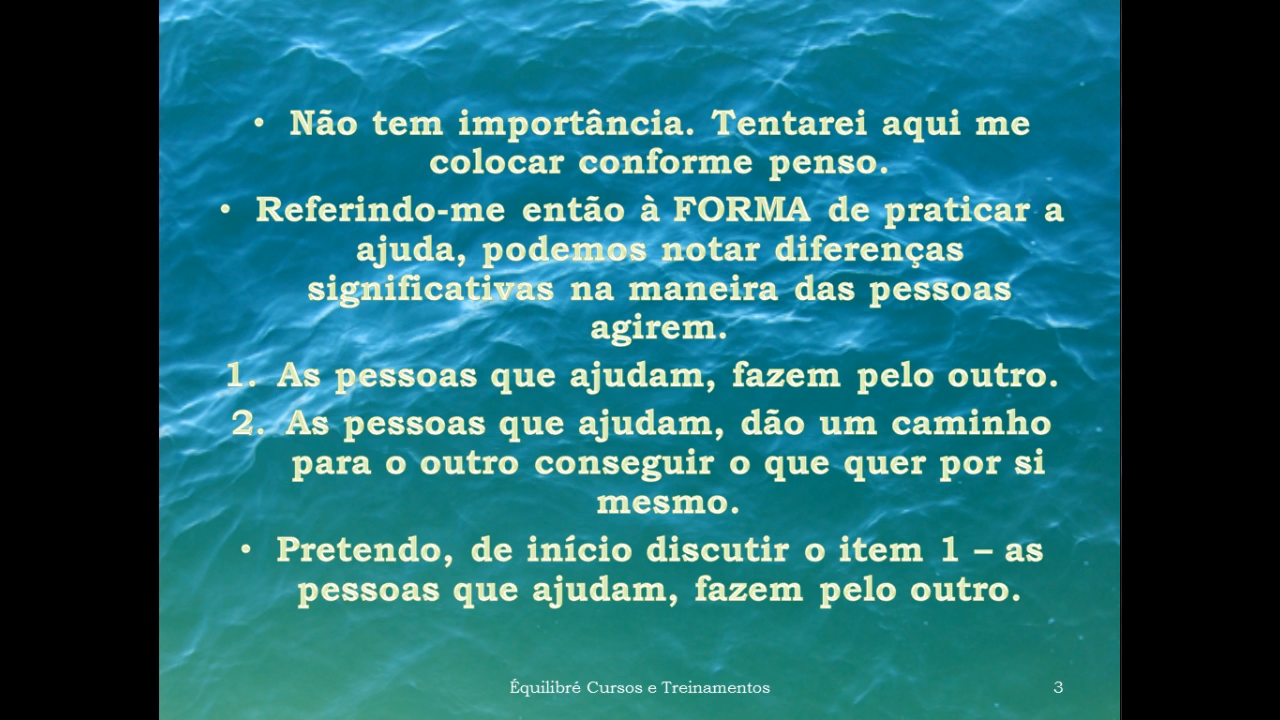 • Não tem importância. Tentarei aqui me
colocar conforme penso.
• Referindo-me então à FORMA de praticar a
ajuda, podemos notar diferenças
significativas na maneira das pessoas
agirem.
1. As pessoas que ajudam, fazem pelo outro.
2. As pessoas que ajudam, dão um caminho
para o outro conseguir o que quer por si
mesmo.
• Pretendo, de início discutir o item 1 – as
pessoas que ajudam, fazem pelo outro.
Équilibré Cursos e Treinamentos
3